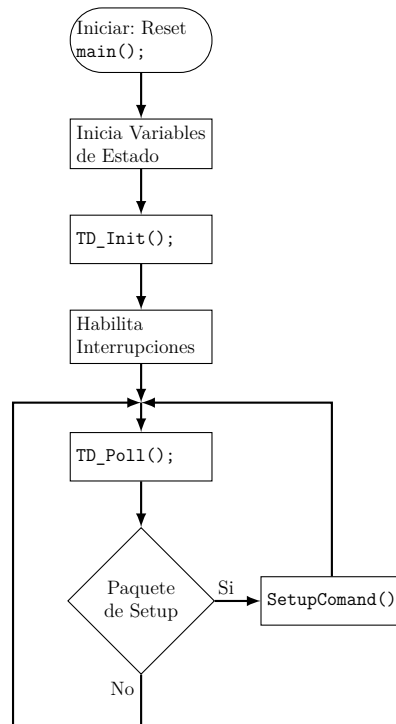 Iniciar: Reset
main();
Inicia Variables
de Estado
TD_Init();
Habilita
Interrupciones
TD_Poll();
Paquete
de Setup
Si
SetupComand()
No